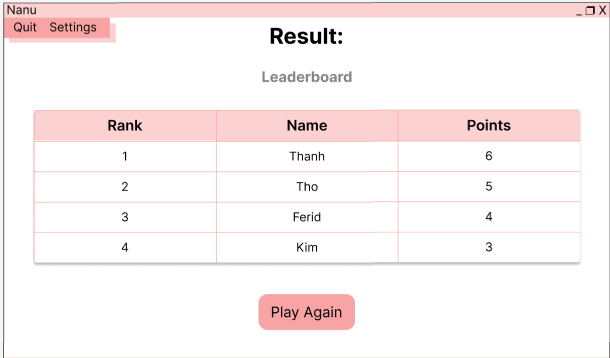 Nanu _ ❐ X
Quit Settings
Result:
Leaderboard
Rank Name Points
1 Thanh 6
2 Tho 5
3 Ferid 4
4 Kim 3
Play Again